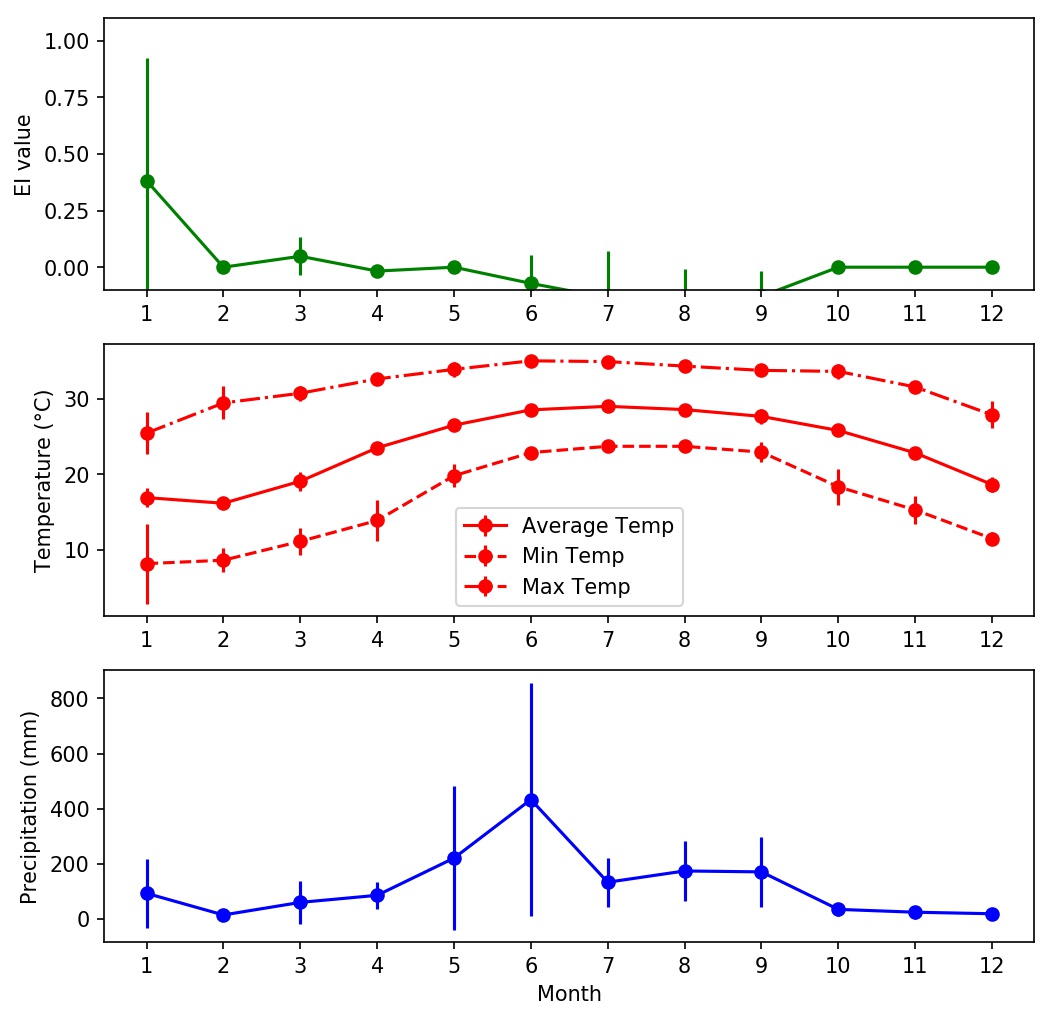 EI value
1.00
0.75
0.50
0.25
0.00
1 2 3 4 5 6 7 8 9 10 11 12
Temperature (°C)
30
20
10
Average Temp
Min Temp
Max Temp
1 2 3 4 5 6 7 8 9 10 11 12
Precipitation (mm)
800
600
400
200
0
1 2 3 4 5 6 7 8 9 10 11 12
Month